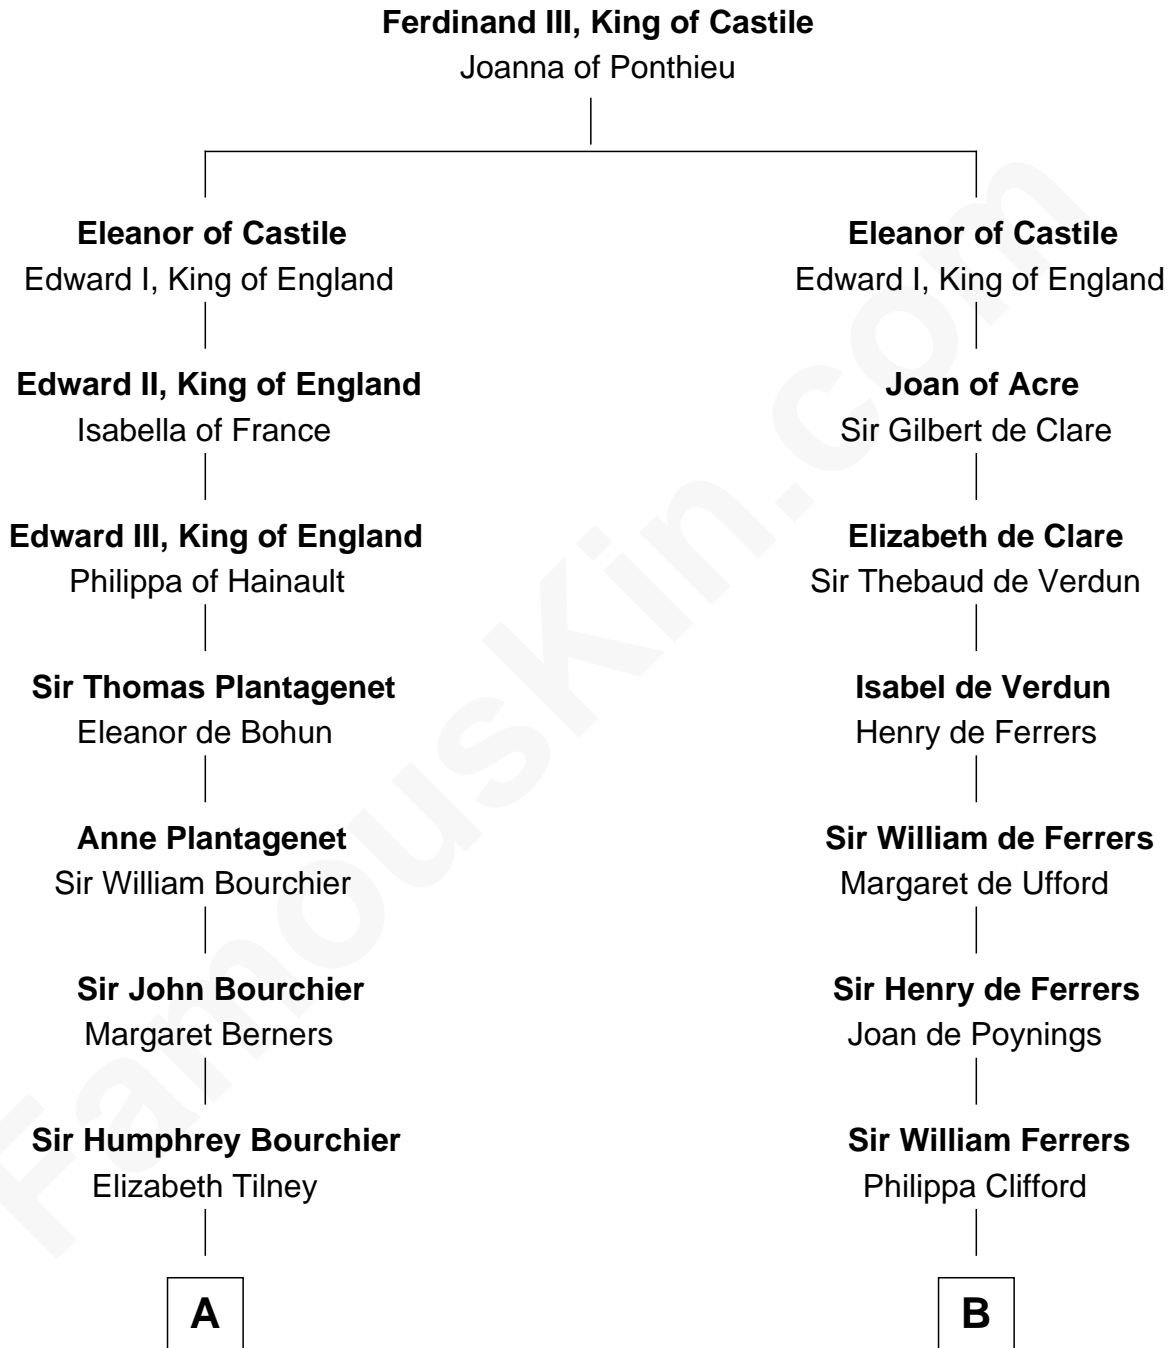 Ferdinand III, King of Castile
Joanna of Ponthieu
Eleanor of Castile
Edward I, King of England
Edward II, King of England
Isabella of France
Edward III, King of England
Philippa of Hainault
Sir Thomas Plantagenet
Eleanor de Bohun
Anne Plantagenet
Sir William Bourchier
Sir John Bourchier
Margaret Berners
Sir Humphrey Bourchier
Elizabeth Tilney
A
Eleanor of Castile
Edward I, King of England
Joan of Acre
Sir Gilbert de Clare
Elizabeth de Clare
Sir Thebaud de Verdun
Isabel de Verdun
Henry de Ferrers
Sir William de Ferrers
Margaret de Ufford
Sir Henry de Ferrers
Joan de Poynings
Sir William Ferrers
Philippa Clifford
B
FamousKin.com